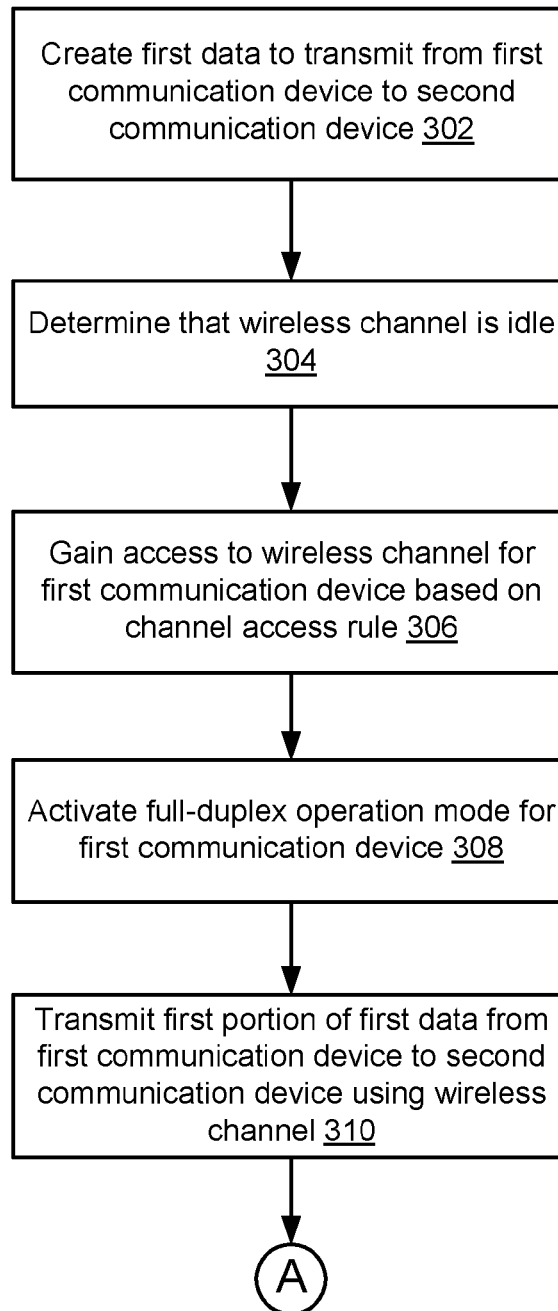 Create first data to transmit from first
communication device to second
communication device 302
Determine that wireless channel is idle
304
Gain access to wireless channel for
first communication device based on
channel access rule 306
Activate full-duplex operation mode for
first communication device 308
Transmit first portion of first data from
first communication device to second
communication device using wireless
channel 310
A